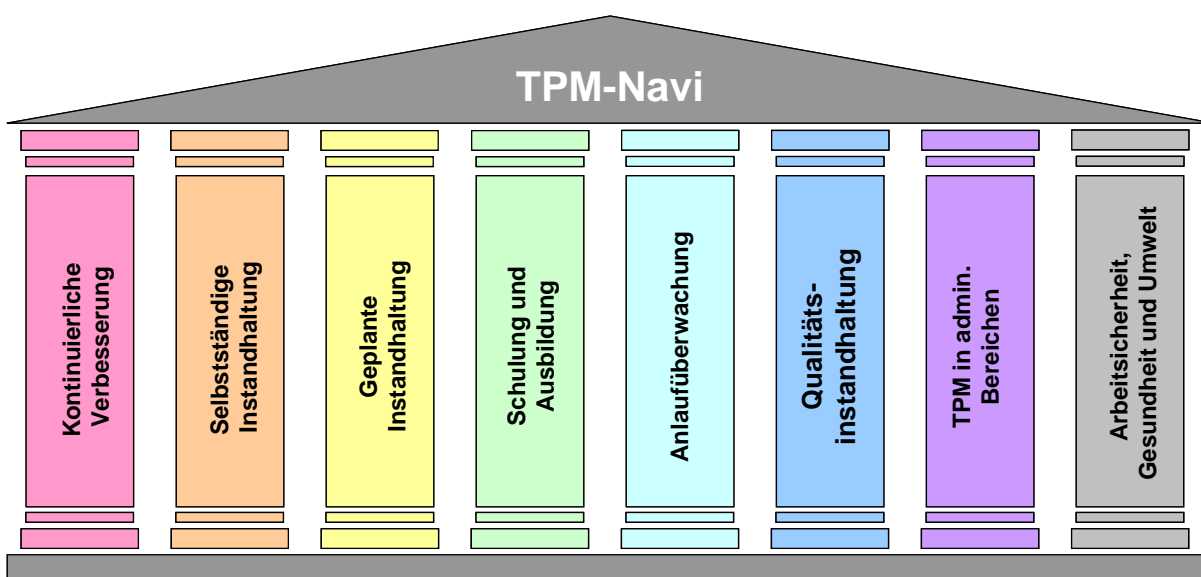 TPM-Navi
Kontinuierliche
Verbesserung
Selbstständige
Instandhaltung
Geplante
Instandhaltung
Schulung und
Ausbildung
Anlaufüberwachung
Qualitäts-
instandhaltung
TPM in admin.
Bereichen
Arbeitsicherheit,
Gesundheit und Umwelt